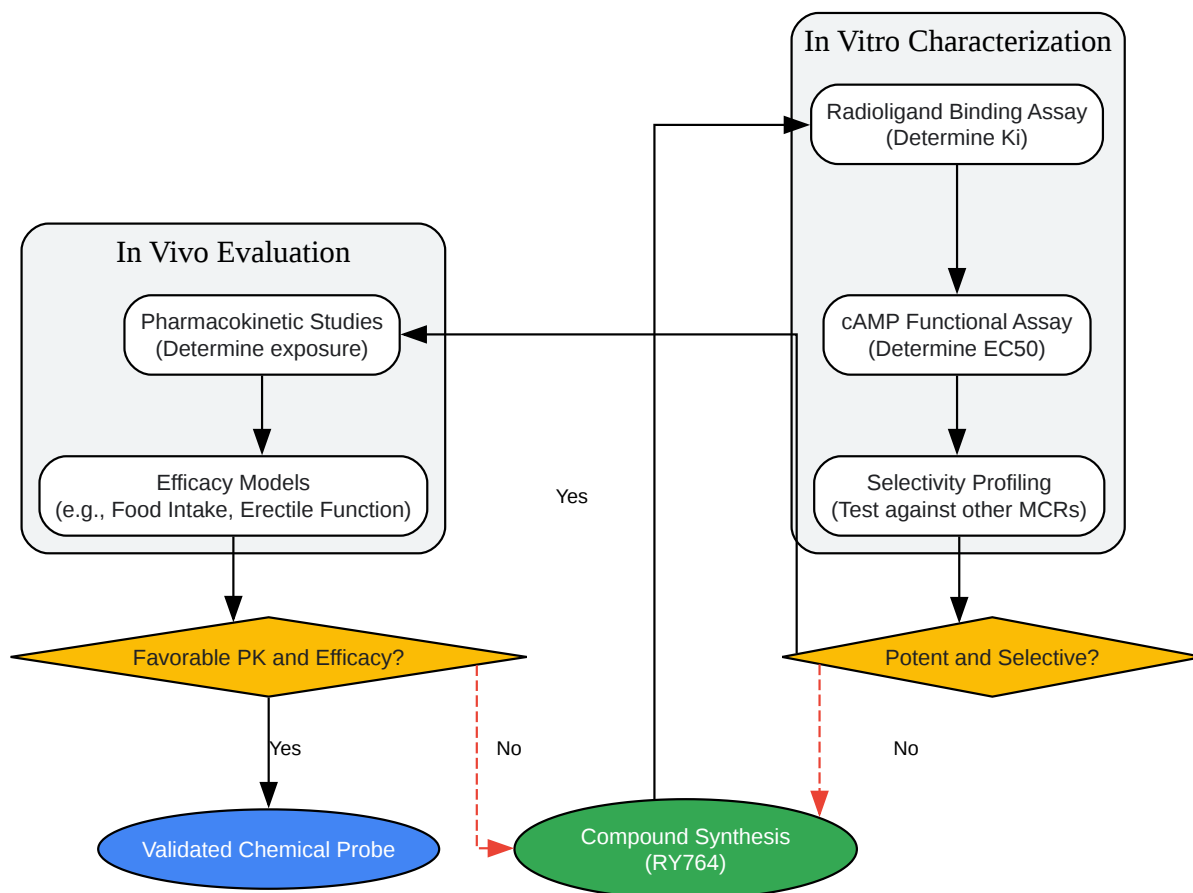 In Vitro Characterization
Radioligand Binding Assay
(Determine Ki)
In Vivo Evaluation
Pharmacokinetic Studies
(Determine exposure)
cAMP Functional Assay
(Determine EC50)
Efficacy Models
(e.g., Food Intake, Erectile Function)
Yes
Selectivity Profiling
(Test against other MCRs)
Favorable PK and Efficacy?
Potent and Selective?
Yes
No
No
Validated Chemical Probe
Compound Synthesis
(RY764)